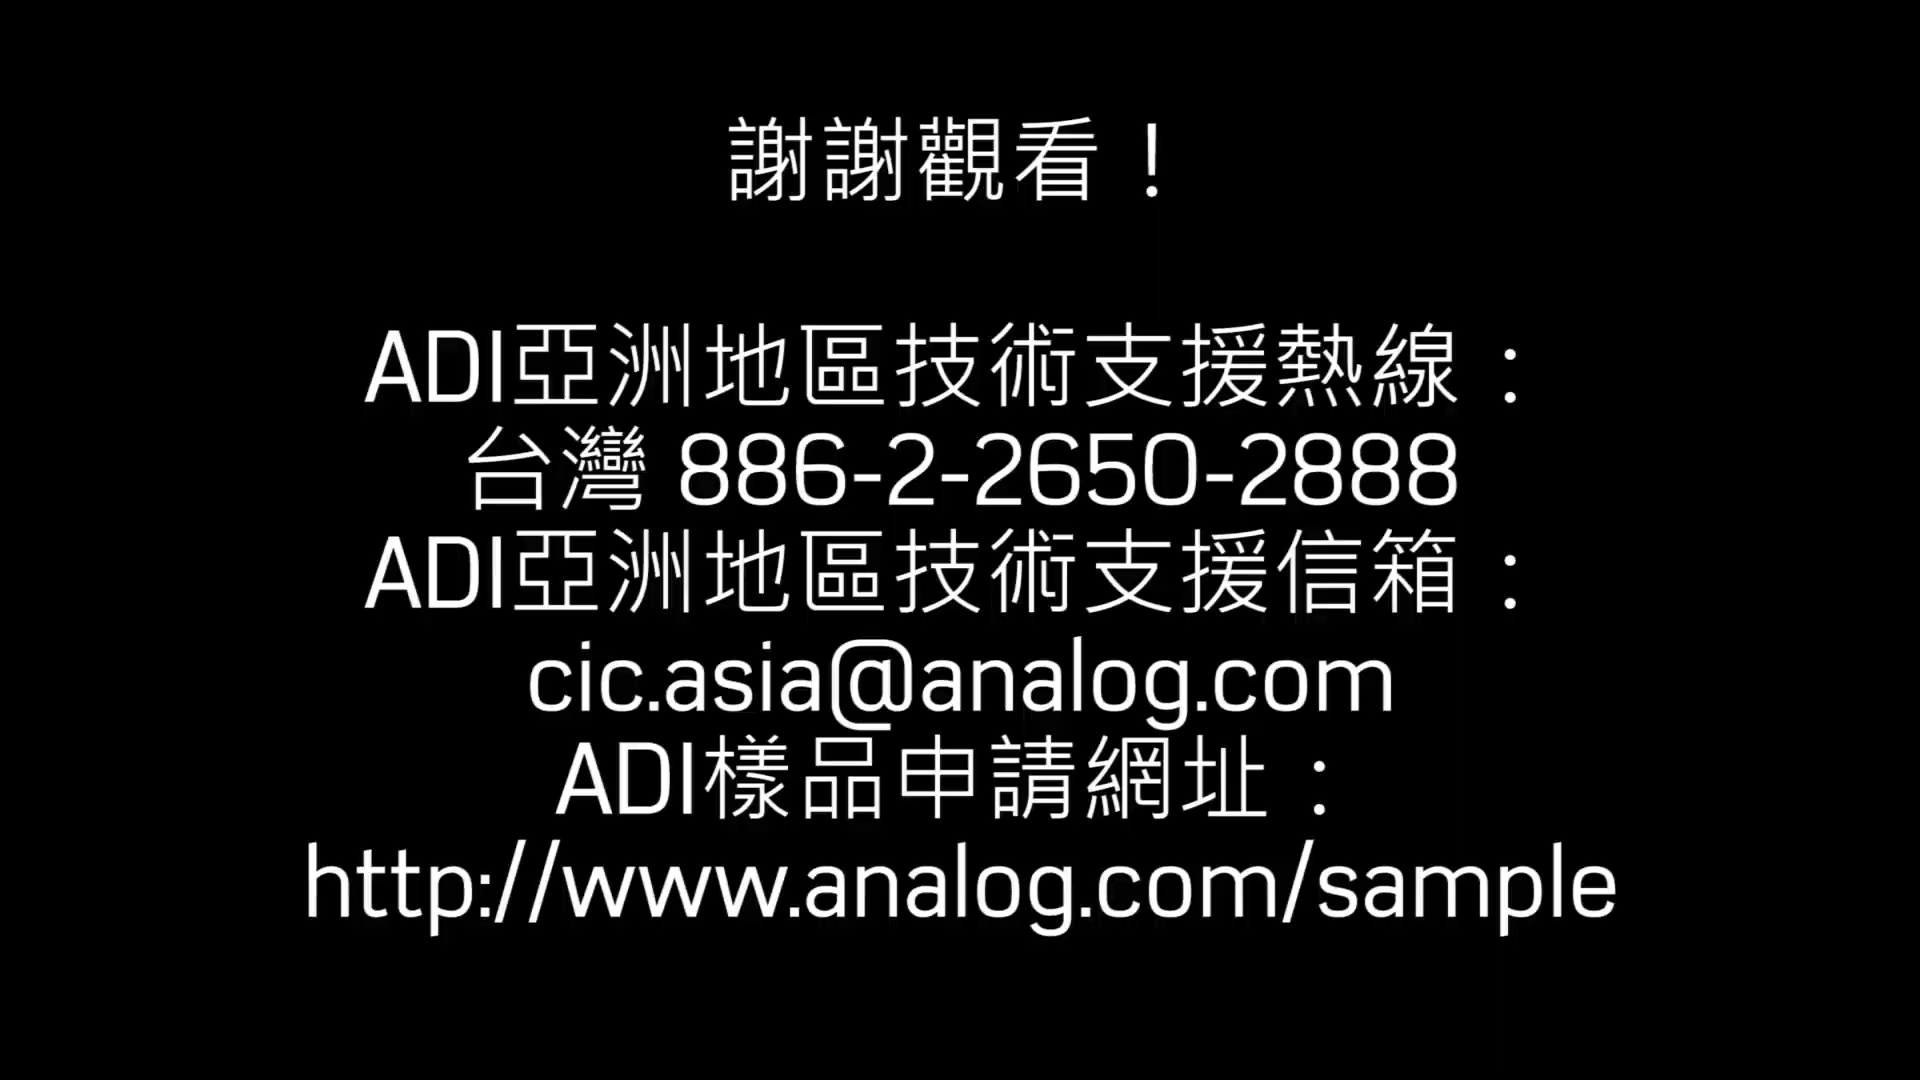 謝謝觀看！
ADI亞洲地區技術支援熱線：
台灣 886-2-2650-2888
ADI亞洲地區技術支援信箱：
cic.asia@analog.com
ADI樣品申請網址：
http://www.analog.com/sample